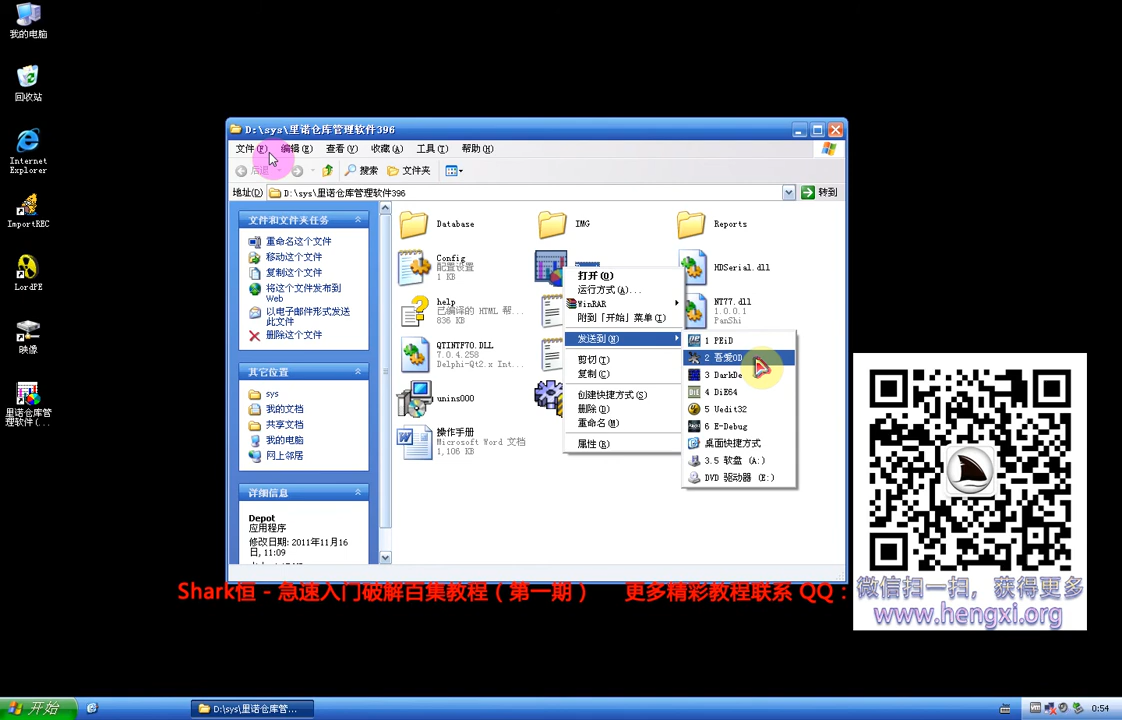 我的电脑
回收站
Internet
Explorer
ImportREC
LordPE
映像
里诺仓库管
理软件(...
D:\sys\里诺仓库管理软件396
文件(F) 编辑(E) 查看(V) 收藏(A) 工具(T) 帮助(H)
后退 搜索 文件夹
地址(D) D:\sys\里诺仓库管理软件396 转到
文件和文件夹任务
重命名这个文件
移动这个文件
复制这个文件
将这个文件发布到
Web
以电子邮件形式发送
此文件
删除这个文件
其它位置
sys
我的文档
共享文档
我的电脑
网上邻居
详细信息
Depot
应用程序
修改日期: 2011年11月16
日, 11:09
Database
IMG
Reports
Config
配置设置
1 KB
HDSerial.dll
help
已编译的 HTML 帮...
836 KB
NT77.dll
1.0.0.1
PanShi
QTINTF70.DLL
7.0.4.258
Delphi-Qt2.x Int...
unins000
操作手册
Microsoft Word 文档
1,106 KB
打开(O)
运行方式(A)...
WinRAR
附到「开始」菜单(I)
发送到(N)
剪切(T)
复制(C)
创建快捷方式(S)
删除(D)
重命名(M)
属性(R)
1 PEiD
2 吾爱OD
3 DarkDe
4 DiE64
5 Uedit32
6 E-Debug
桌面快捷方式
3.5 软盘 (A:)
DVD 驱动器 (E:)
Shark恒 - 急速入门破解百集教程（第一期） 更多精彩教程联系 QQ：
微信扫一扫，获得更多
www.hengxi.org
开始 D:\sys\里诺仓库管... 0:54